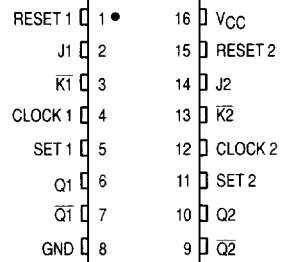 RESET 1 1 16 VCC
J1 2 15 RESET 2
K1̅ 3 14 J2
CLOCK 1 4 13 K2̅
SET 1 5 12 CLOCK 2
Q1 6 11 SET 2
Q1̅ 7 10 Q2
GND 8 9 Q2̅